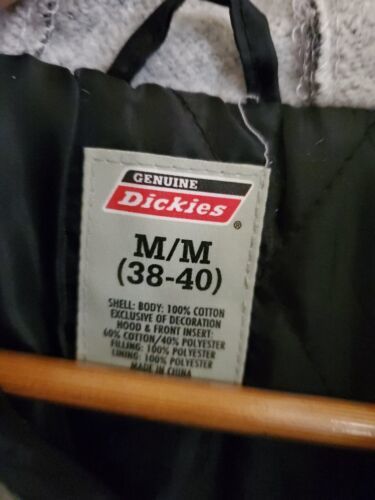 GENUINE
Dickies®
M/M
(38-40)
SHELL: BODY: 100% COTTON
EXCLUSIVE OF DECORATION
HOOD & FRONT INSERT:
60% COTTON/40% POLYESTER
FILLING: 100% POLYESTER
LINING: 100% POLYESTER
MADE IN CHINA